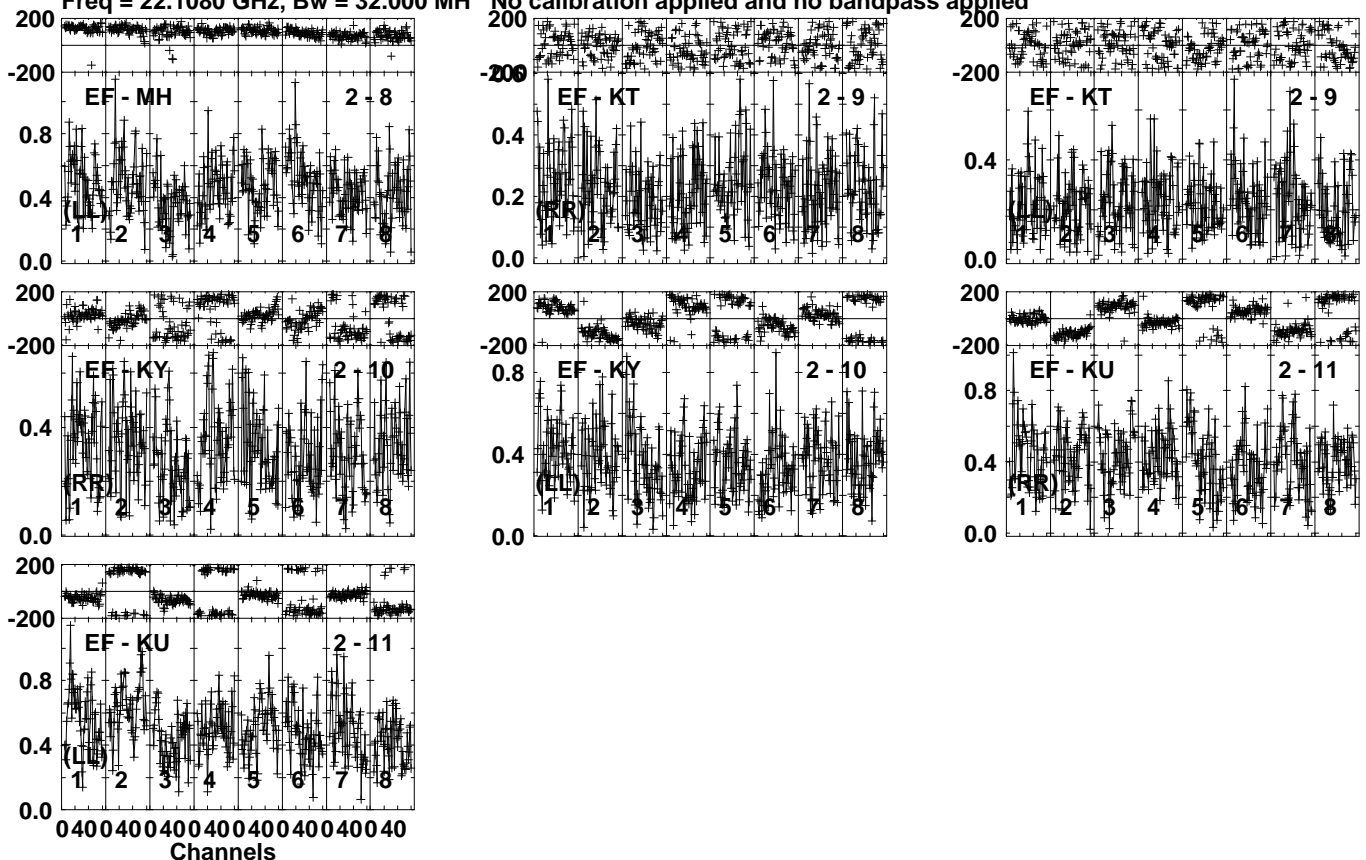 Freq = 22.1080 GHz, Bw = 32.000 MH No calibration applied and no bandpass applied
200 200 200
-200 -200 -200
0.6
EF - MH 2 - 8 EF - KT 2 - 9 EF - KT 2 - 9
0.8 0.4 0.4
0.4 0.2
(LL) (RR) (LL)
1 2 3 4 5 6 7 8 1 2 3 4 5 6 7 8 1 2 3 4 5 6 7 8
0.0 0.0 0.0
200 200 200
-200 -200 -200
EF - KY 2 - 10 EF - KY 2 - 10 EF - KU 2 - 11
0.8 0.8
0.4 0.4 0.4
(RR) (LL) (RR)
1 2 3 4 5 6 7 8 1 2 3 4 5 6 7 8 1 2 3 4 5 6 7 8
0.0 0.0 0.0
200
-200
EF - KU 2 - 11
0.8
0.4
(LL)
1 2 3 4 5 6 7 8
0.0
0 40 0 40 0 40 0 40 0 40 0 40 0 40 0 40
Channels